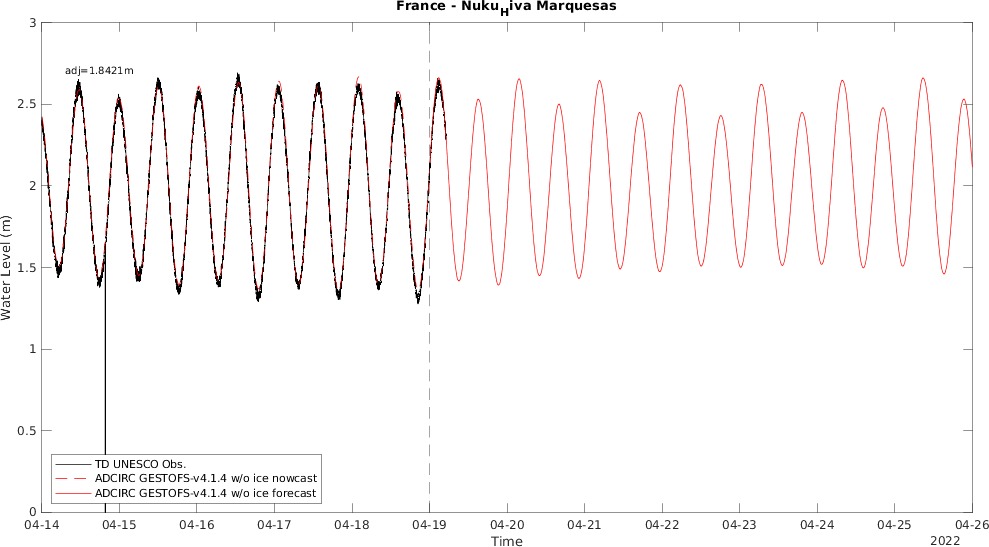 France - Nuku_Hiva Marquesas
3
2.5
2
1.5
1
0.5
0
Water Level (m)
adj=1.8421m
TD UNESCO Obs.
ADCIRC GESTOFS-v4.1.4 w/o ice nowcast
ADCIRC GESTOFS-v4.1.4 w/o ice forecast
04-14 04-15 04-16 04-17 04-18 04-19 04-20 04-21 04-22 04-23 04-24 04-25 04-26
Time
2022